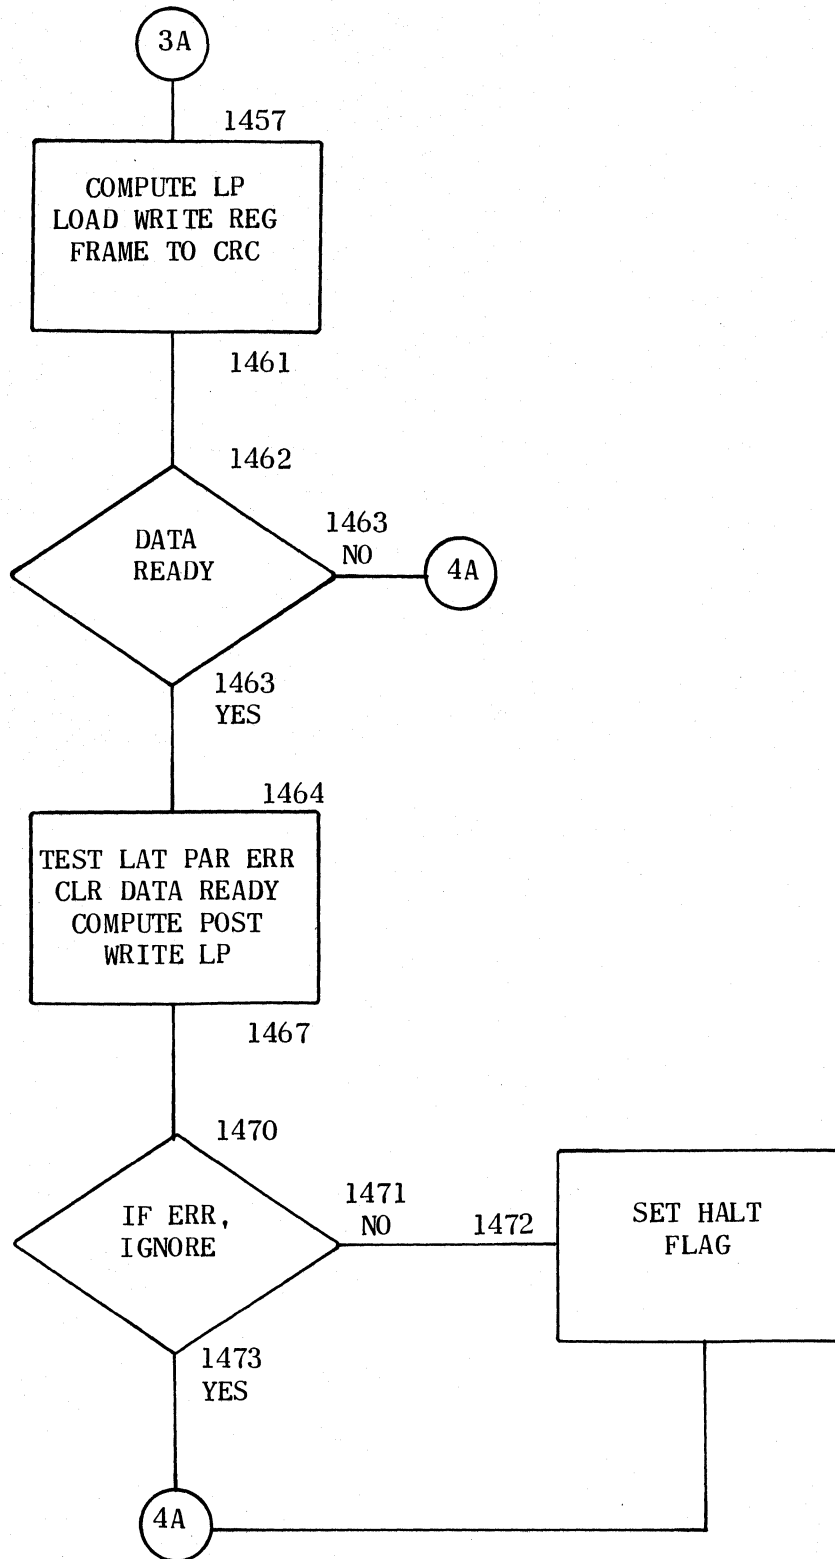 3A
1457
COMPUTE LP
LOAD WRITE REG
FRAME TO CRC
1461
1462
DATA
READY
1463
NO
4A
1463
YES
1464
TEST LAT PAR ERR
CLR DATA READY
COMPUTE POST
WRITE LP
1467
1470
IF ERR,
IGNORE
1471
NO
1472
SET HALT
FLAG
1473
YES
4A